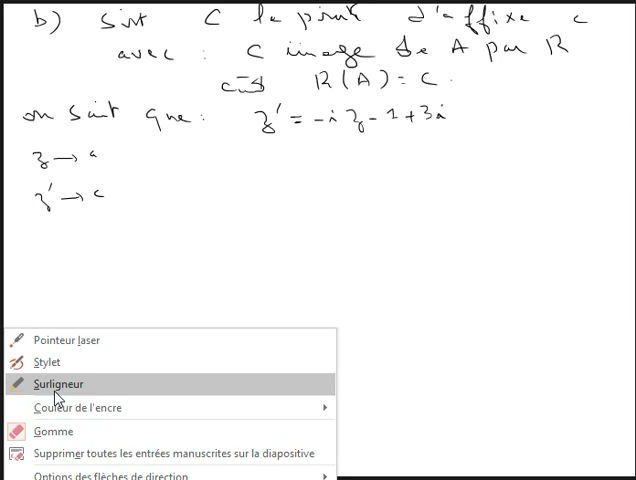 b) soit C le point d'affixe c
avec : C image de A par R
c-à-d R(A) = C.
on sait que : z' = -i z - 1 + 3i
z → a
z' → c
Pointeur laser
Stylet
Surligneur
Couleur de l'encre
Gomme
Supprimer toutes les entrées manuscrites sur la diapositive
Options des flèches de direction